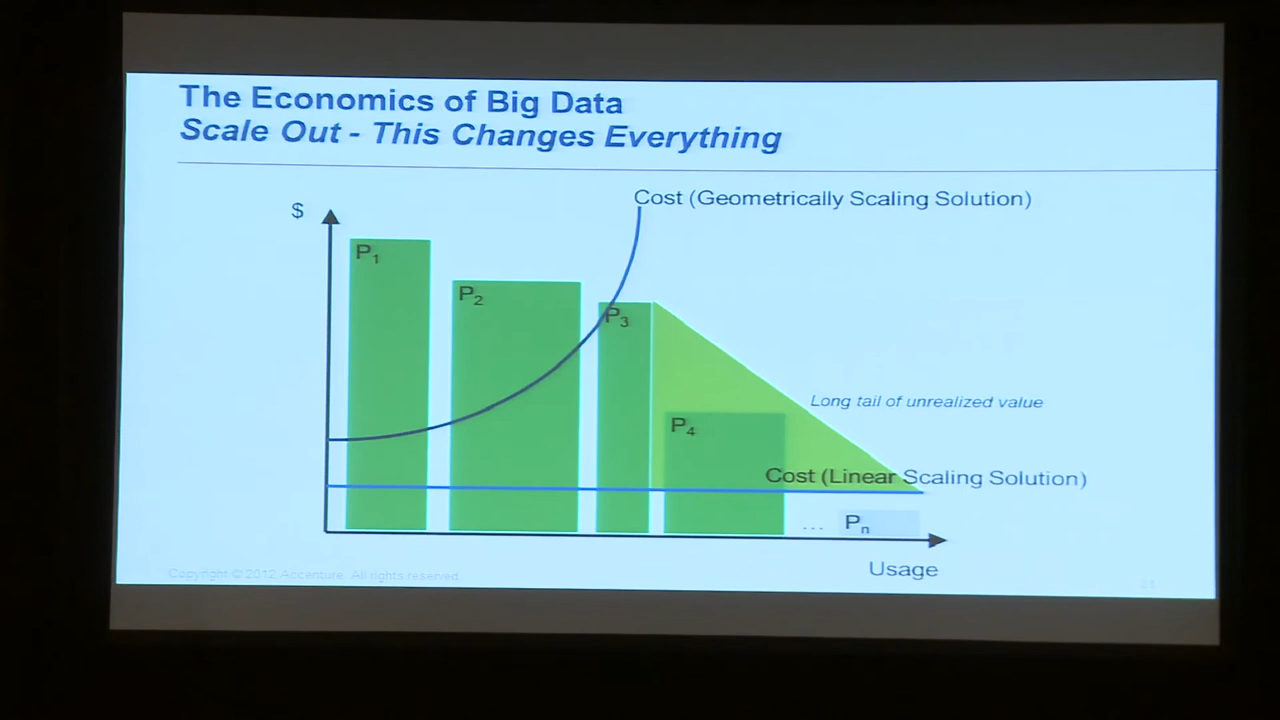 The Economics of Big Data
Scale Out - This Changes Everything
Cost (Geometrically Scaling Solution)
$
P1
P2
P3
Long tail of unrealized value
P4
Cost (Linear Scaling Solution)
... Pn
Usage
Copyright © 2012 Accenture. All rights reserved.
21